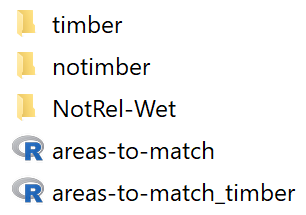 timber
notimber
NotRel-Wet
R areas-to-match
R areas-to-match_timber